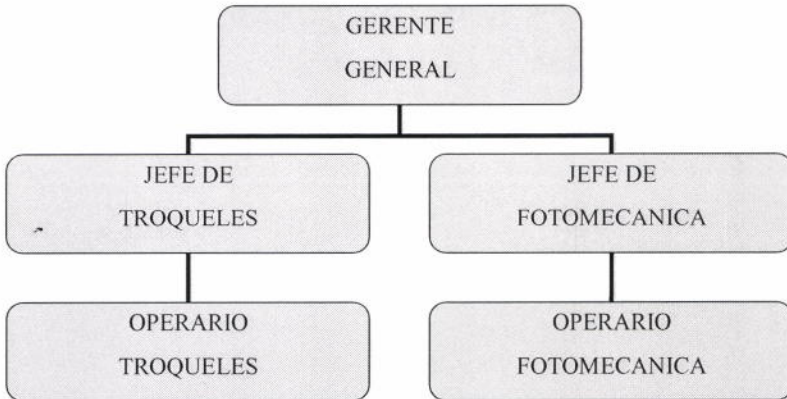 GERENTE
GENERAL
JEFE DE
TROQUELES
JEFE DE
FOTOMECANICA
OPERARIO
TROQUELES
OPERARIO
FOTOMECANICA